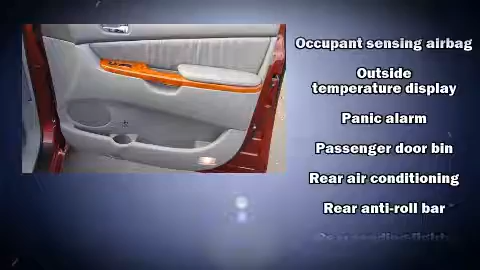 Occupant sensing airbag
Outside
temperature display
Panic alarm
Passenger door bin
Rear air conditioning
Rear anti-roll bar